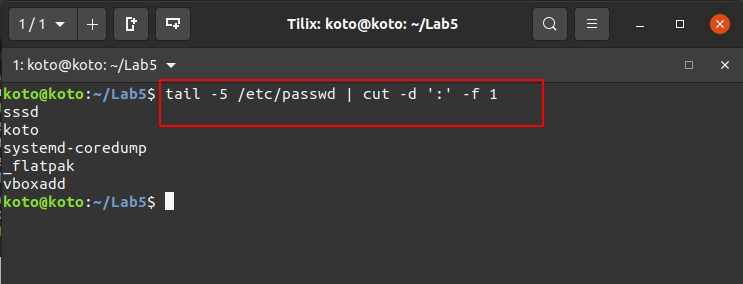 1 / 1
Tilix: koto@koto: ~/Lab5
1: koto@koto: ~/Lab5
koto@koto:~/Lab5$ tail -5 /etc/passwd | cut -d ':' -f 1
sssd
koto
systemd-coredump
_flatpak
vboxadd
koto@koto:~/Lab5$